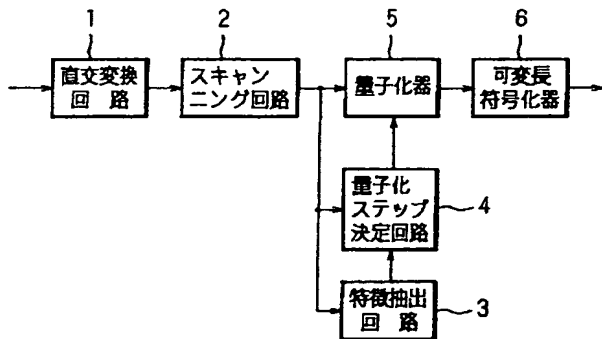 1
2
5
6
直交変換
回路
スキャン
ニング回路
量子化器
可変長
符号化器
量子化
ステップ
決定回路
4
特徴抽出
回路
3